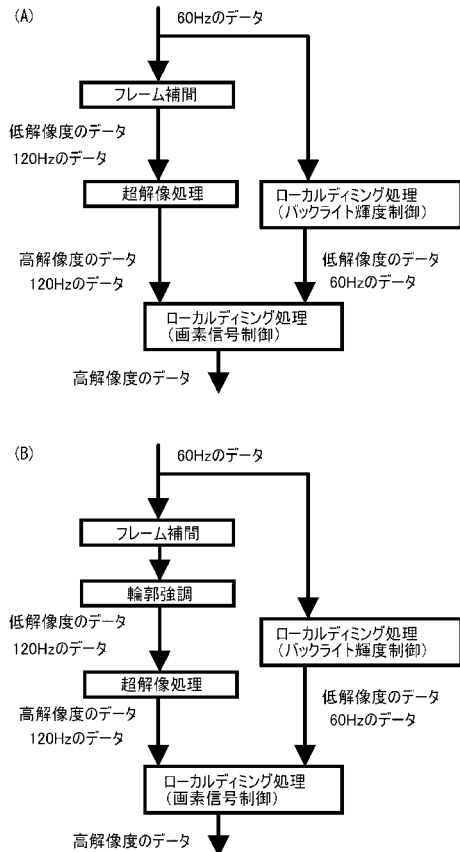 (A)
60Hzのデータ
フレーム補間
低解像度のデータ
120Hzのデータ
超解像処理
ローカルディミング処理
(バックライト輝度制御)
高解像度のデータ
120Hzのデータ
低解像度のデータ
60Hzのデータ
ローカルディミング処理
(画素信号制御)
高解像度のデータ
(B)
60Hzのデータ
フレーム補間
輪郭強調
低解像度のデータ
120Hzのデータ
ローカルディミング処理
(バックライト輝度制御)
超解像処理
高解像度のデータ
120Hzのデータ
低解像度のデータ
60Hzのデータ
ローカルディミング処理
(画素信号制御)
高解像度のデータ